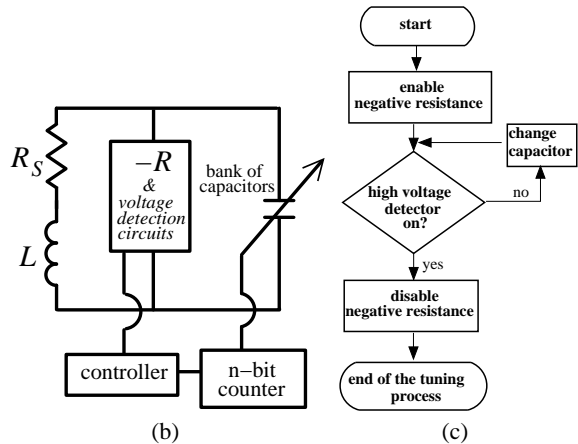 R_S
L
−R
&
voltage
detection
circuits
bank of
capacitors
controller
n−bit
counter
(b)
start
enable
negative resistance
change
capacitor
high voltage
detector
on?
no
yes
disable
negative resistance
end of the tuning
process
(c)